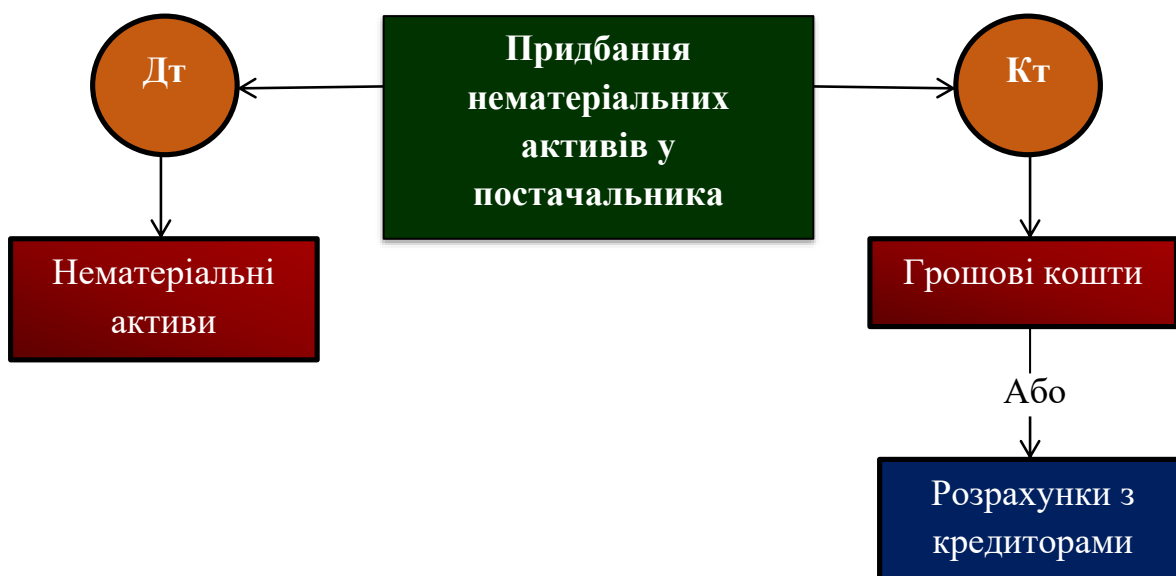 Дт
Придбання
нематеріальних
активів у
постачальника
Кт
Нематеріальні
активи
Грошові кошти
Або
Розрахунки з
кредиторами